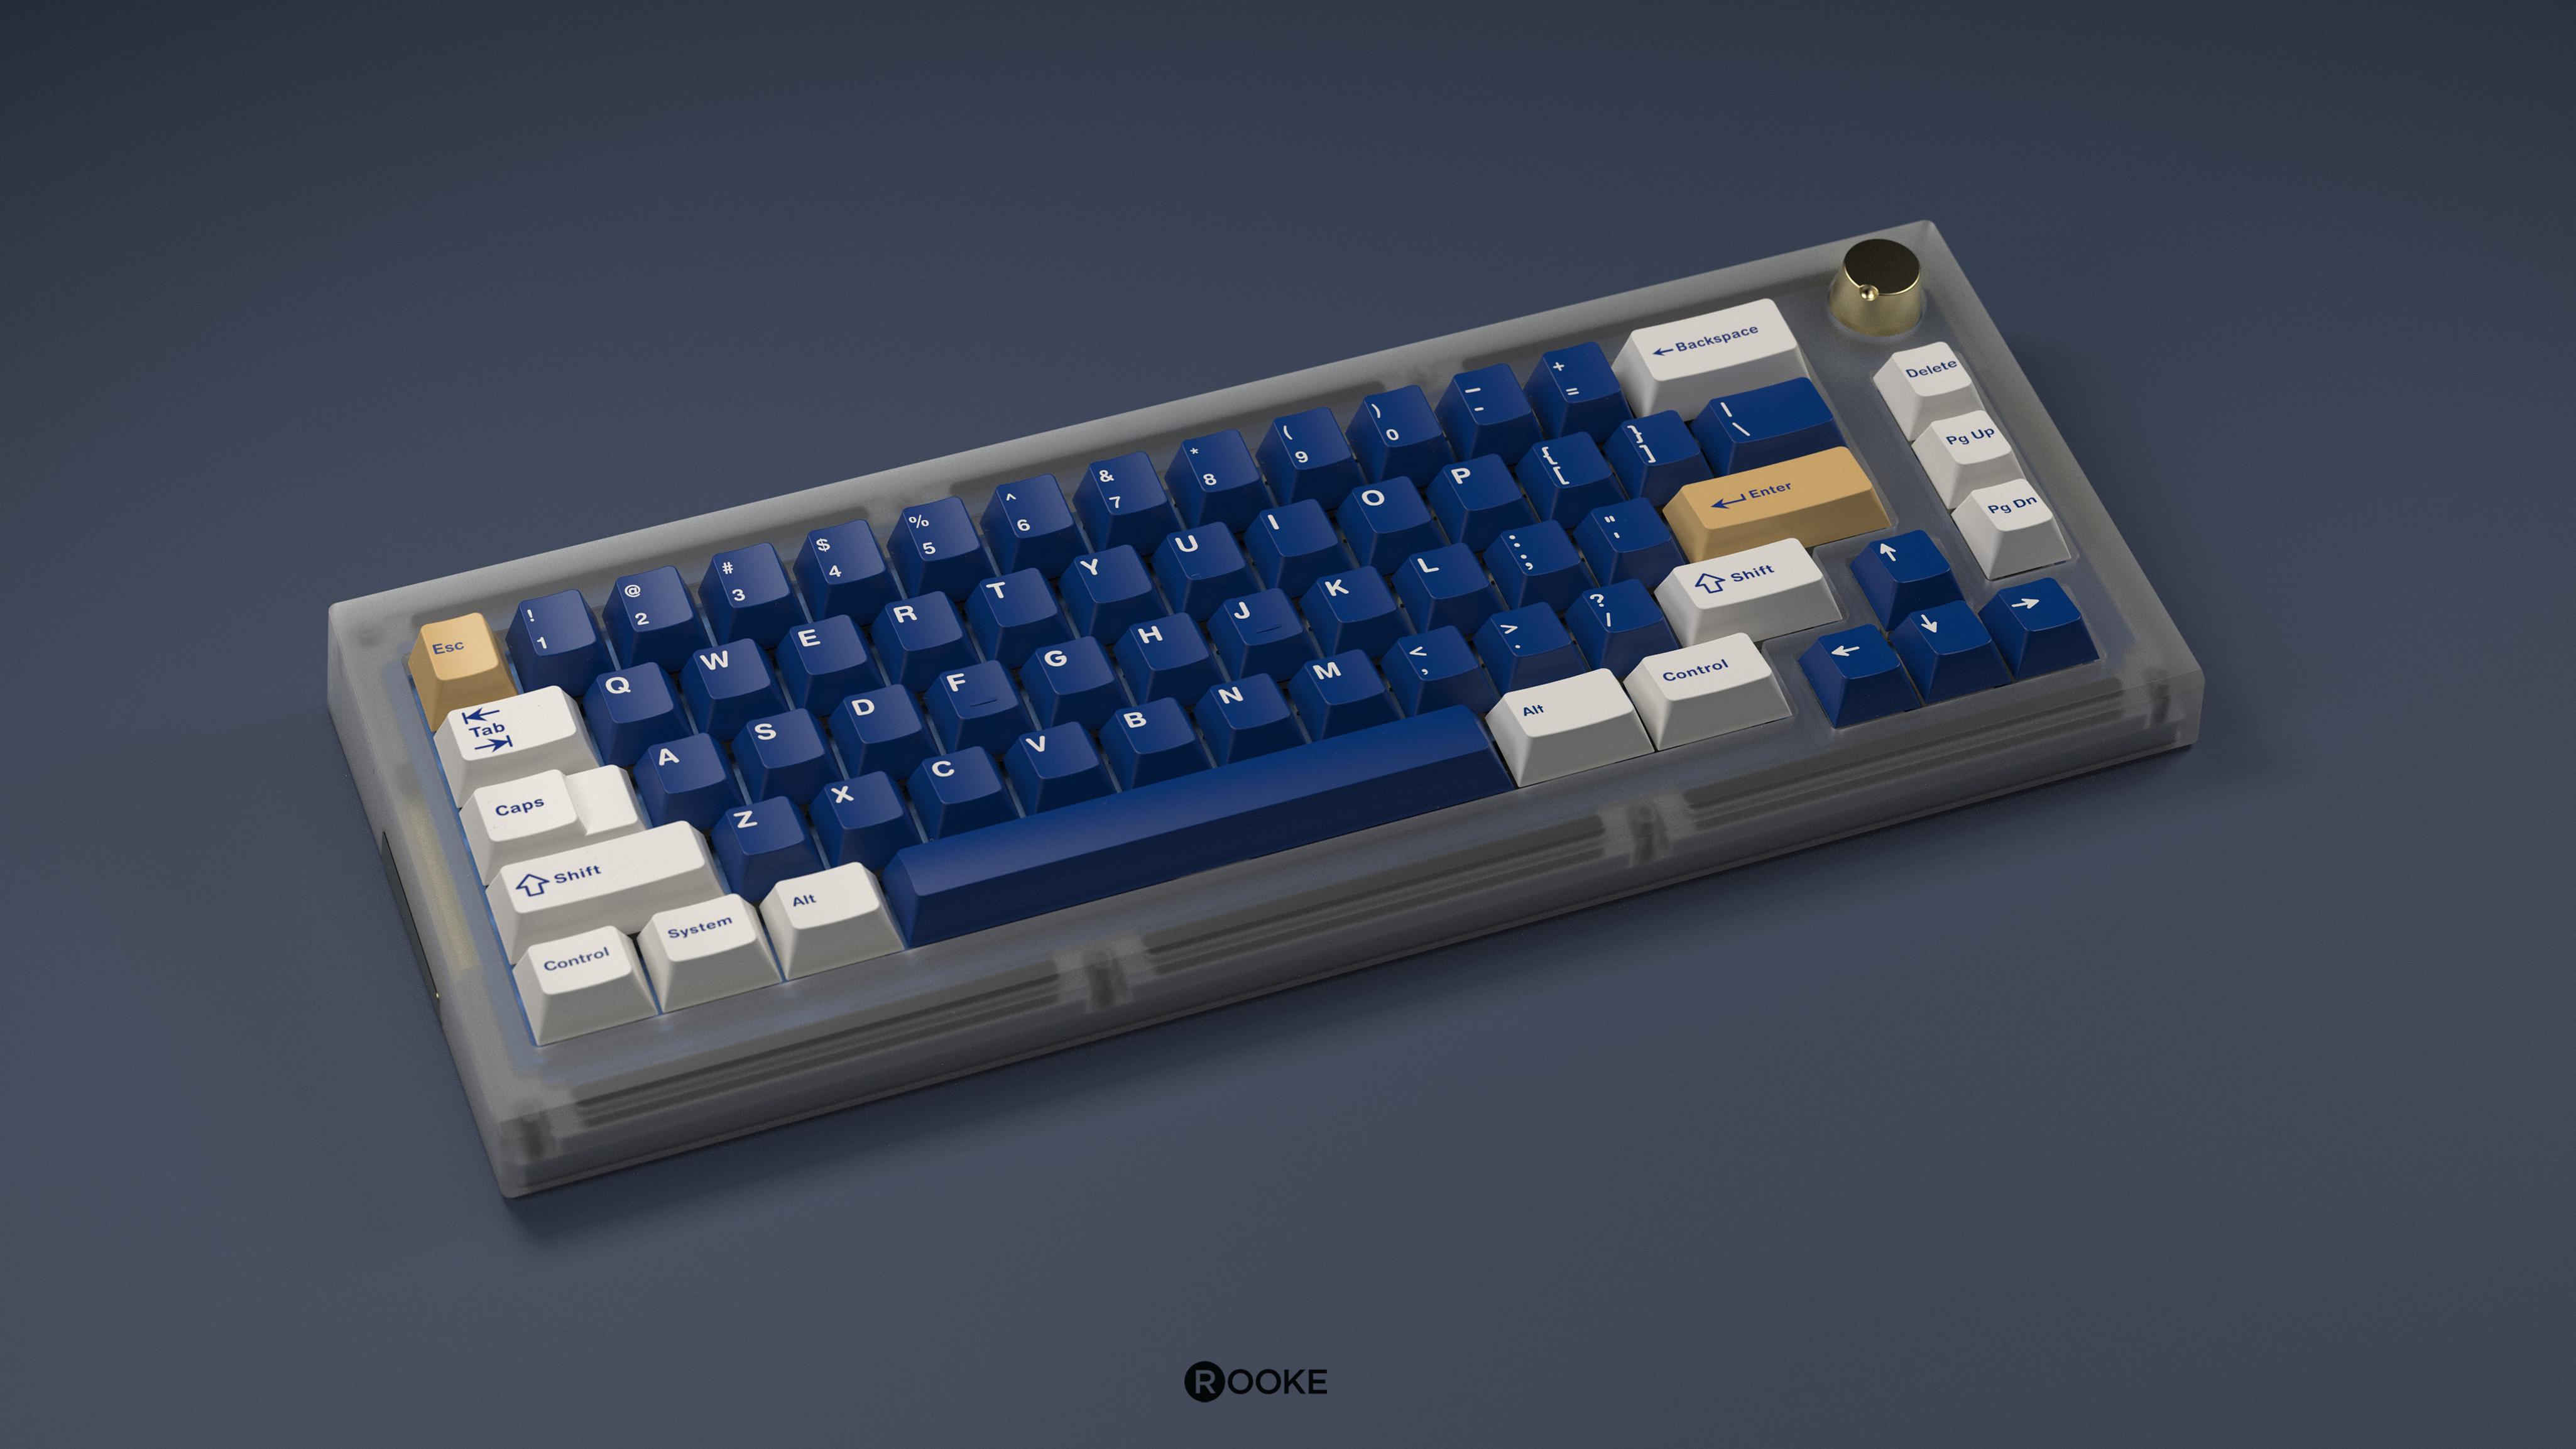 Esc ! 1 @ 2 # 3 $ 4 % 5 ^ 6 & 7 * 8 ( 9 ) 0 — - + = ←Backspace
Tab Q W E R T Y U I O P { [ } ] | \ Delete
Caps A S D F G H J K L : ; " ' Enter Pg Up
Shift Z X C V B N M < , > . ? / Shift ↑ Pg Dn
Control System Alt Alt Control ← ↓ →
ROOKE